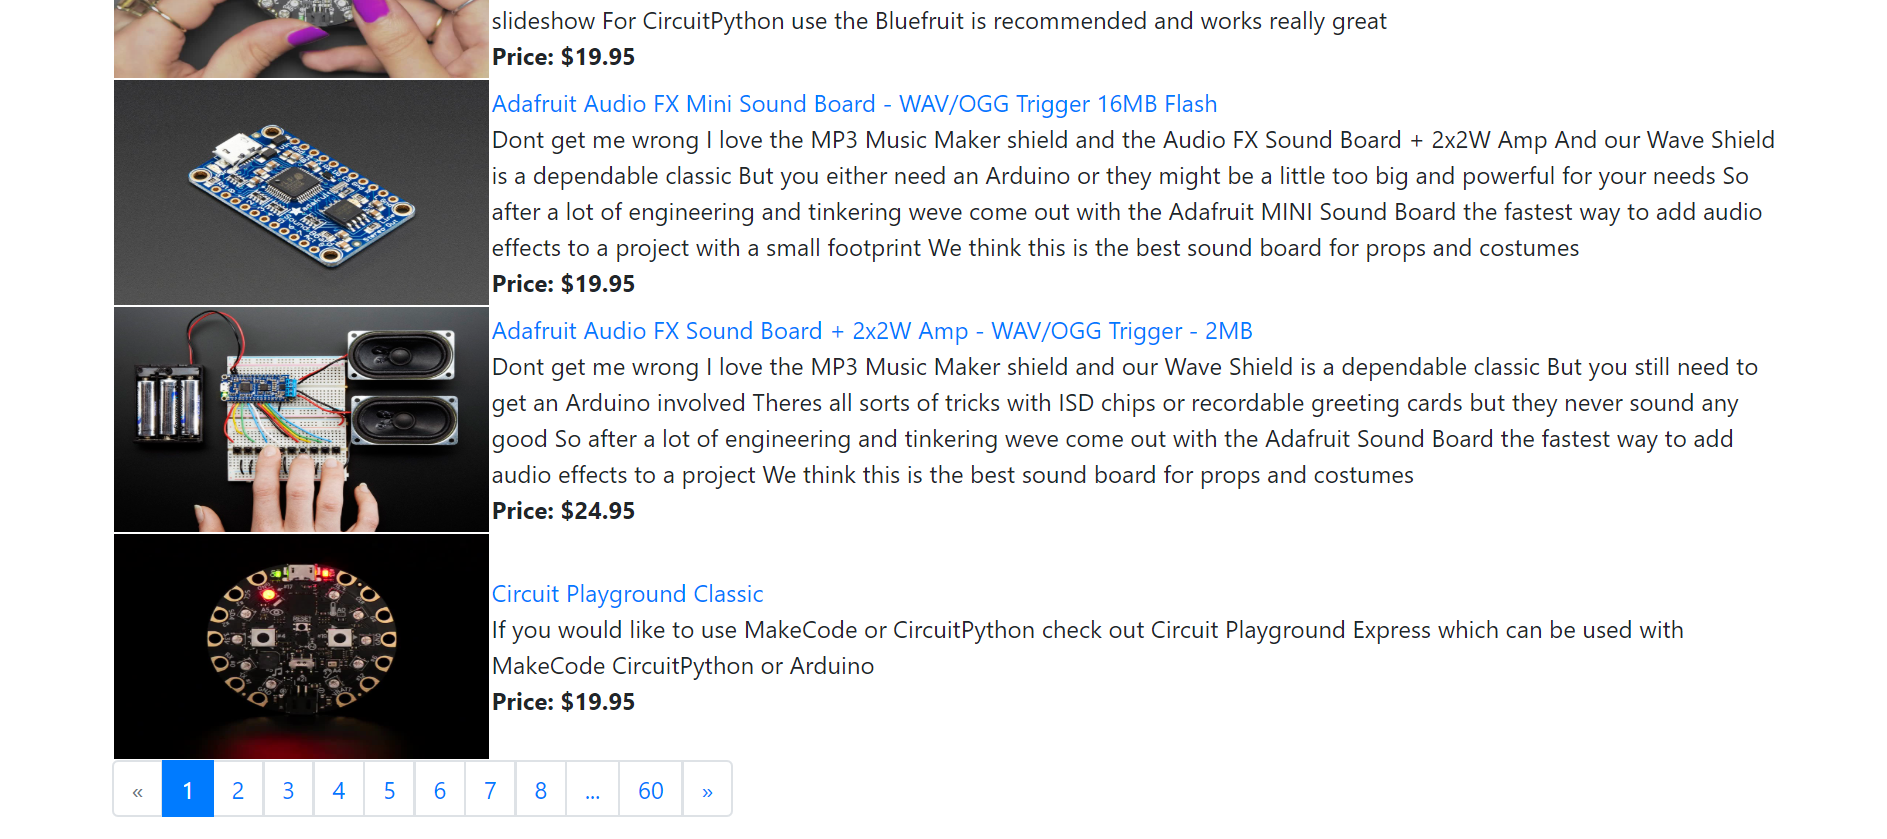 slideshow For CircuitPython use the Bluefruit is recommended and works really great
Price: $19.95
Adafruit Audio FX Mini Sound Board - WAV/OGG Trigger 16MB Flash
Dont get me wrong I love the MP3 Music Maker shield and the Audio FX Sound Board + 2x2W Amp And our Wave Shield
is a dependable classic But you either need an Arduino or they might be a little too big and powerful for your needs So
after a lot of engineering and tinkering weve come out with the Adafruit MINI Sound Board the fastest way to add audio
effects to a project with a small footprint We think this is the best sound board for props and costumes
Price: $19.95
Adafruit Audio FX Sound Board + 2x2W Amp - WAV/OGG Trigger - 2MB
Dont get me wrong I love the MP3 Music Maker shield and our Wave Shield is a dependable classic But you still need to
get an Arduino involved Theres all sorts of tricks with ISD chips or recordable greeting cards but they never sound any
good So after a lot of engineering and tinkering weve come out with the Adafruit Sound Board the fastest way to add
audio effects to a project We think this is the best sound board for props and costumes
Price: $24.95
Circuit Playground Classic
If you would like to use MakeCode or CircuitPython check out Circuit Playground Express which can be used with
MakeCode CircuitPython or Arduino
Price: $19.95
« 1 2 3 4 5 6 7 8 ... 60 »